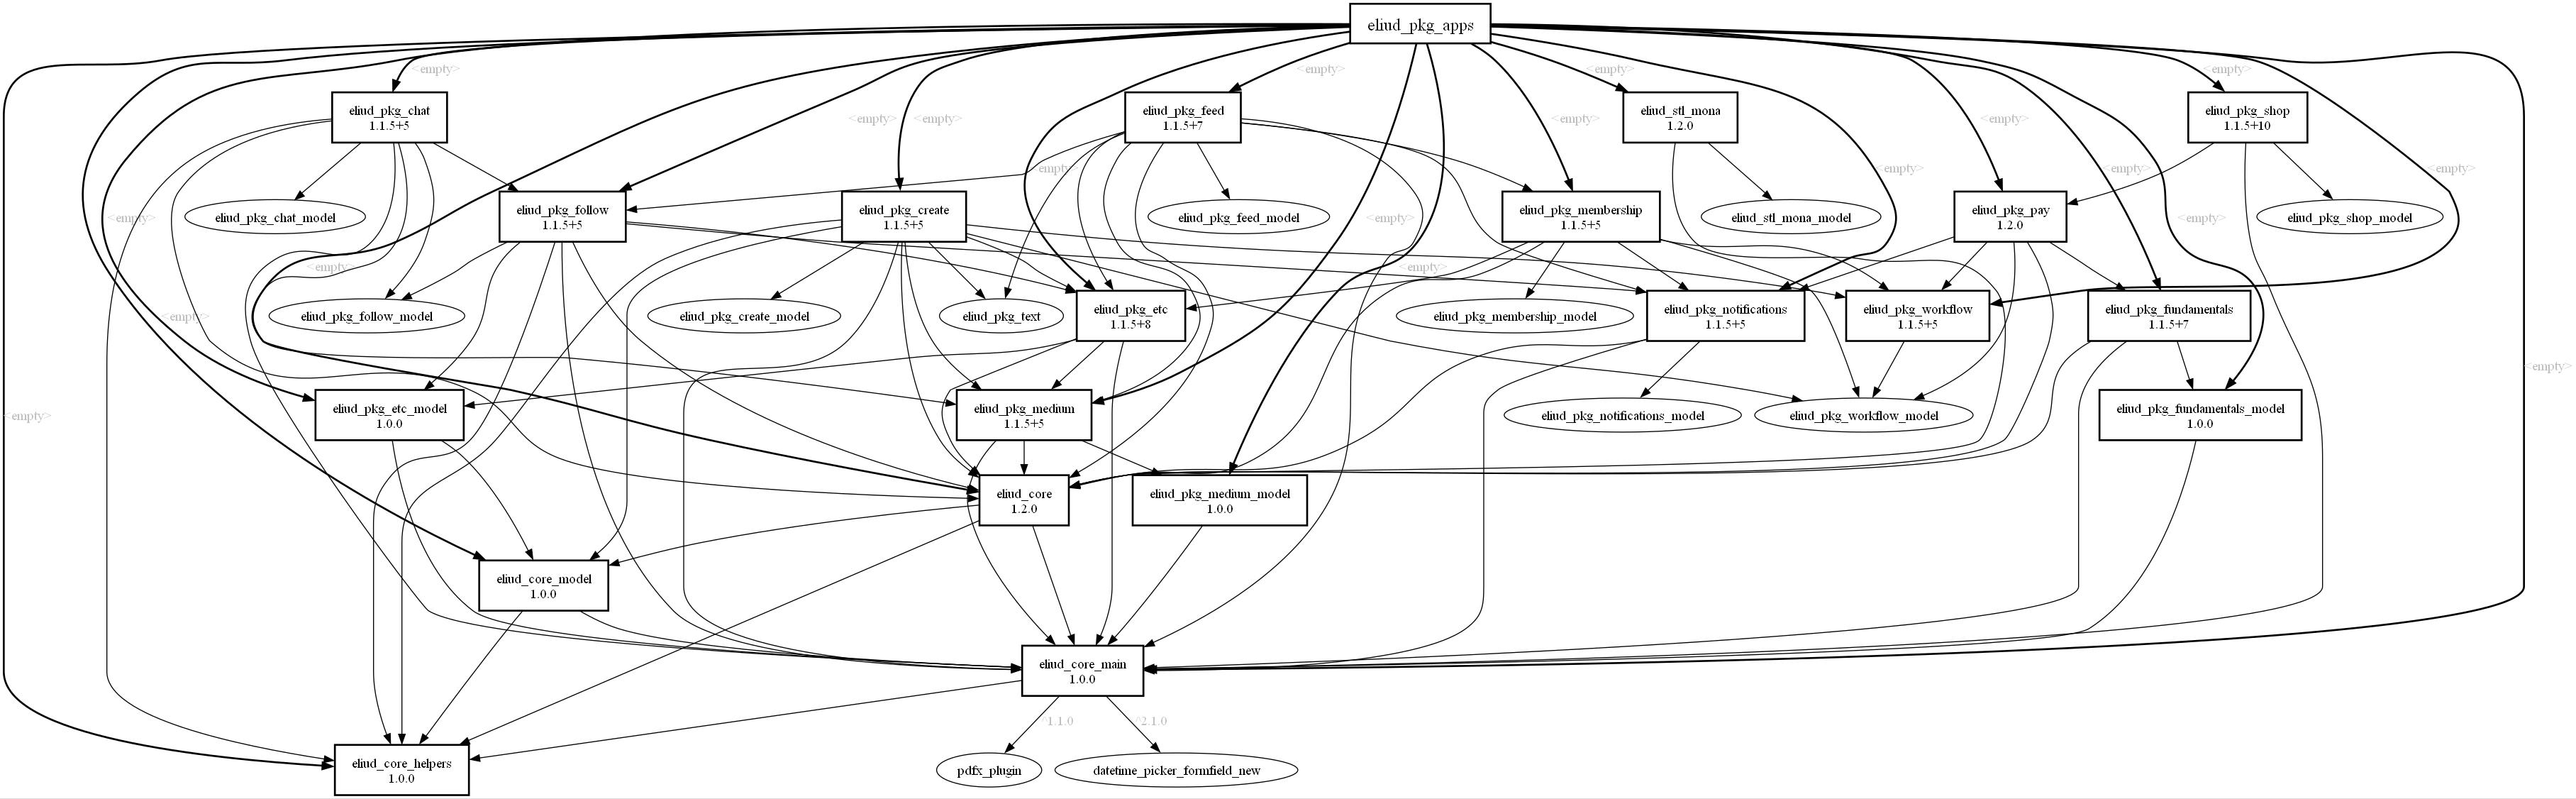 eliud_pkg_apps
<empty>
<empty>
<empty>
<empty>
eliud_pkg_chat
1.1.5+5
eliud_pkg_feed
1.1.5+7
eliud_stl_mona
1.2.0
eliud_pkg_shop
1.1.5+10
<empty>
<empty>
<empty>
<empty>
<empty>
<empty>
<empty>
<empty>
eliud_pkg_chat_model
eliud_pkg_follow
1.1.5+5
eliud_pkg_create
1.1.5+5
eliud_pkg_feed_model
<empty>
eliud_pkg_membership
1.1.5+5
eliud_stl_mona_model
eliud_pkg_pay
1.2.0
<empty>
eliud_pkg_shop_model
<empty>
<empty>
<empty>
<empty>
eliud_pkg_follow_model
eliud_pkg_create_model
eliud_pkg_text
eliud_pkg_etc
1.1.5+8
eliud_pkg_membership_model
eliud_pkg_notifications
1.1.5+5
eliud_pkg_workflow
1.1.5+5
eliud_pkg_fundamentals
1.1.5+7
<empty>
<empty>
eliud_pkg_etc_model
1.0.0
eliud_pkg_medium
1.1.5+5
eliud_pkg_notifications_model
eliud_pkg_workflow_model
eliud_pkg_fundamentals_model
1.0.0
eliud_core
1.2.0
eliud_pkg_medium_model
1.0.0
eliud_core_model
1.0.0
eliud_core_main
1.0.0
^1.1.0
^2.1.0
eliud_core_helpers
1.0.0
pdfx_plugin
datetime_picker_formfield_new